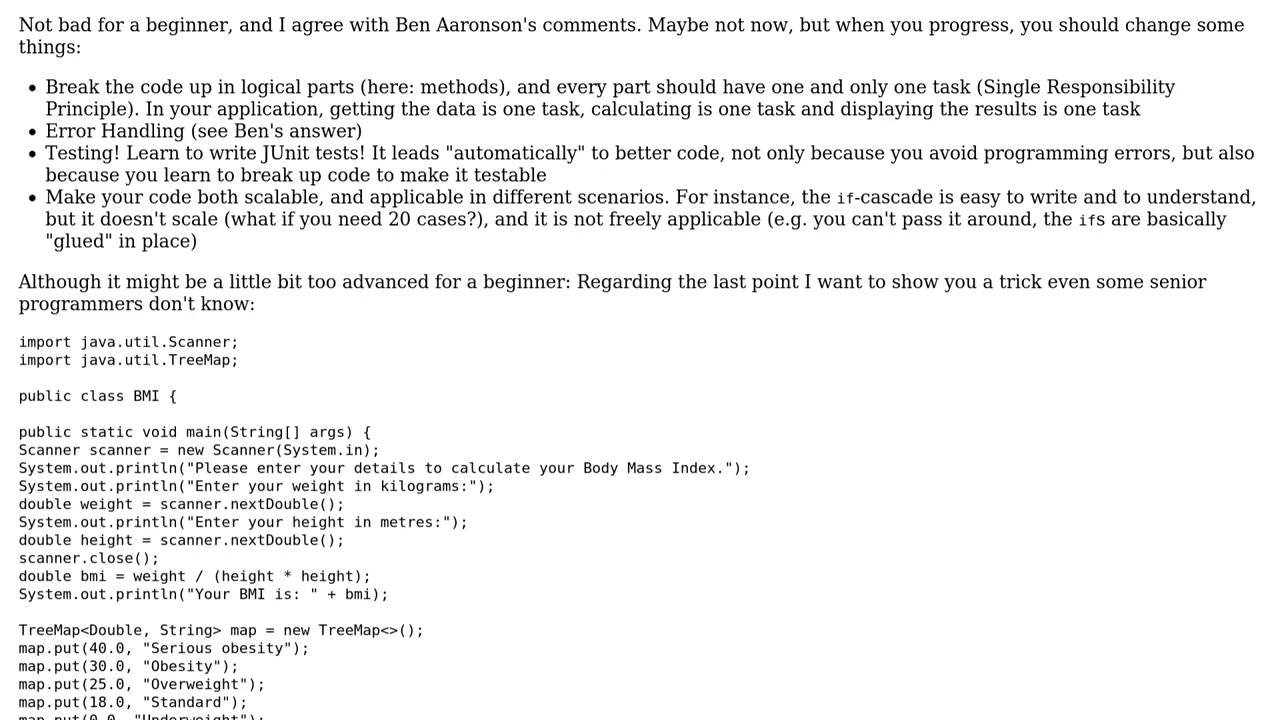 Not bad for a beginner, and I agree with Ben Aaronson's comments. Maybe not now, but when you progress, you should change some
things:
• Break the code up in logical parts (here: methods), and every part should have one and only one task (Single Responsibility
Principle). In your application, getting the data is one task, calculating is one task and displaying the results is one task
• Error Handling (see Ben's answer)
• Testing! Learn to write JUnit tests! It leads "automatically" to better code, not only because you avoid programming errors, but also
because you learn to break up code to make it testable
• Make your code both scalable, and applicable in different scenarios. For instance, the if-cascade is easy to write and to understand,
but it doesn't scale (what if you need 20 cases?), and it is not freely applicable (e.g. you can't pass it around, the ifs are basically
"glued" in place)
Although it might be a little bit too advanced for a beginner: Regarding the last point I want to show you a trick even some senior
programmers don't know:
import java.util.Scanner;
import java.util.TreeMap;
public class BMI {
public static void main(String[] args) {
Scanner scanner = new Scanner(System.in);
System.out.println("Please enter your details to calculate your Body Mass Index.");
System.out.println("Enter your weight in kilograms:");
double weight = scanner.nextDouble();
System.out.println("Enter your height in metres:");
double height = scanner.nextDouble();
scanner.close();
double bmi = weight / (height * height);
System.out.println("Your BMI is: " + bmi);
TreeMap<Double, String> map = new TreeMap<>();
map.put(40.0, "Serious obesity");
map.put(30.0, "Obesity");
map.put(25.0, "Overweight");
map.put(18.0, "Standard");
map.put(0.0, "Underweight");